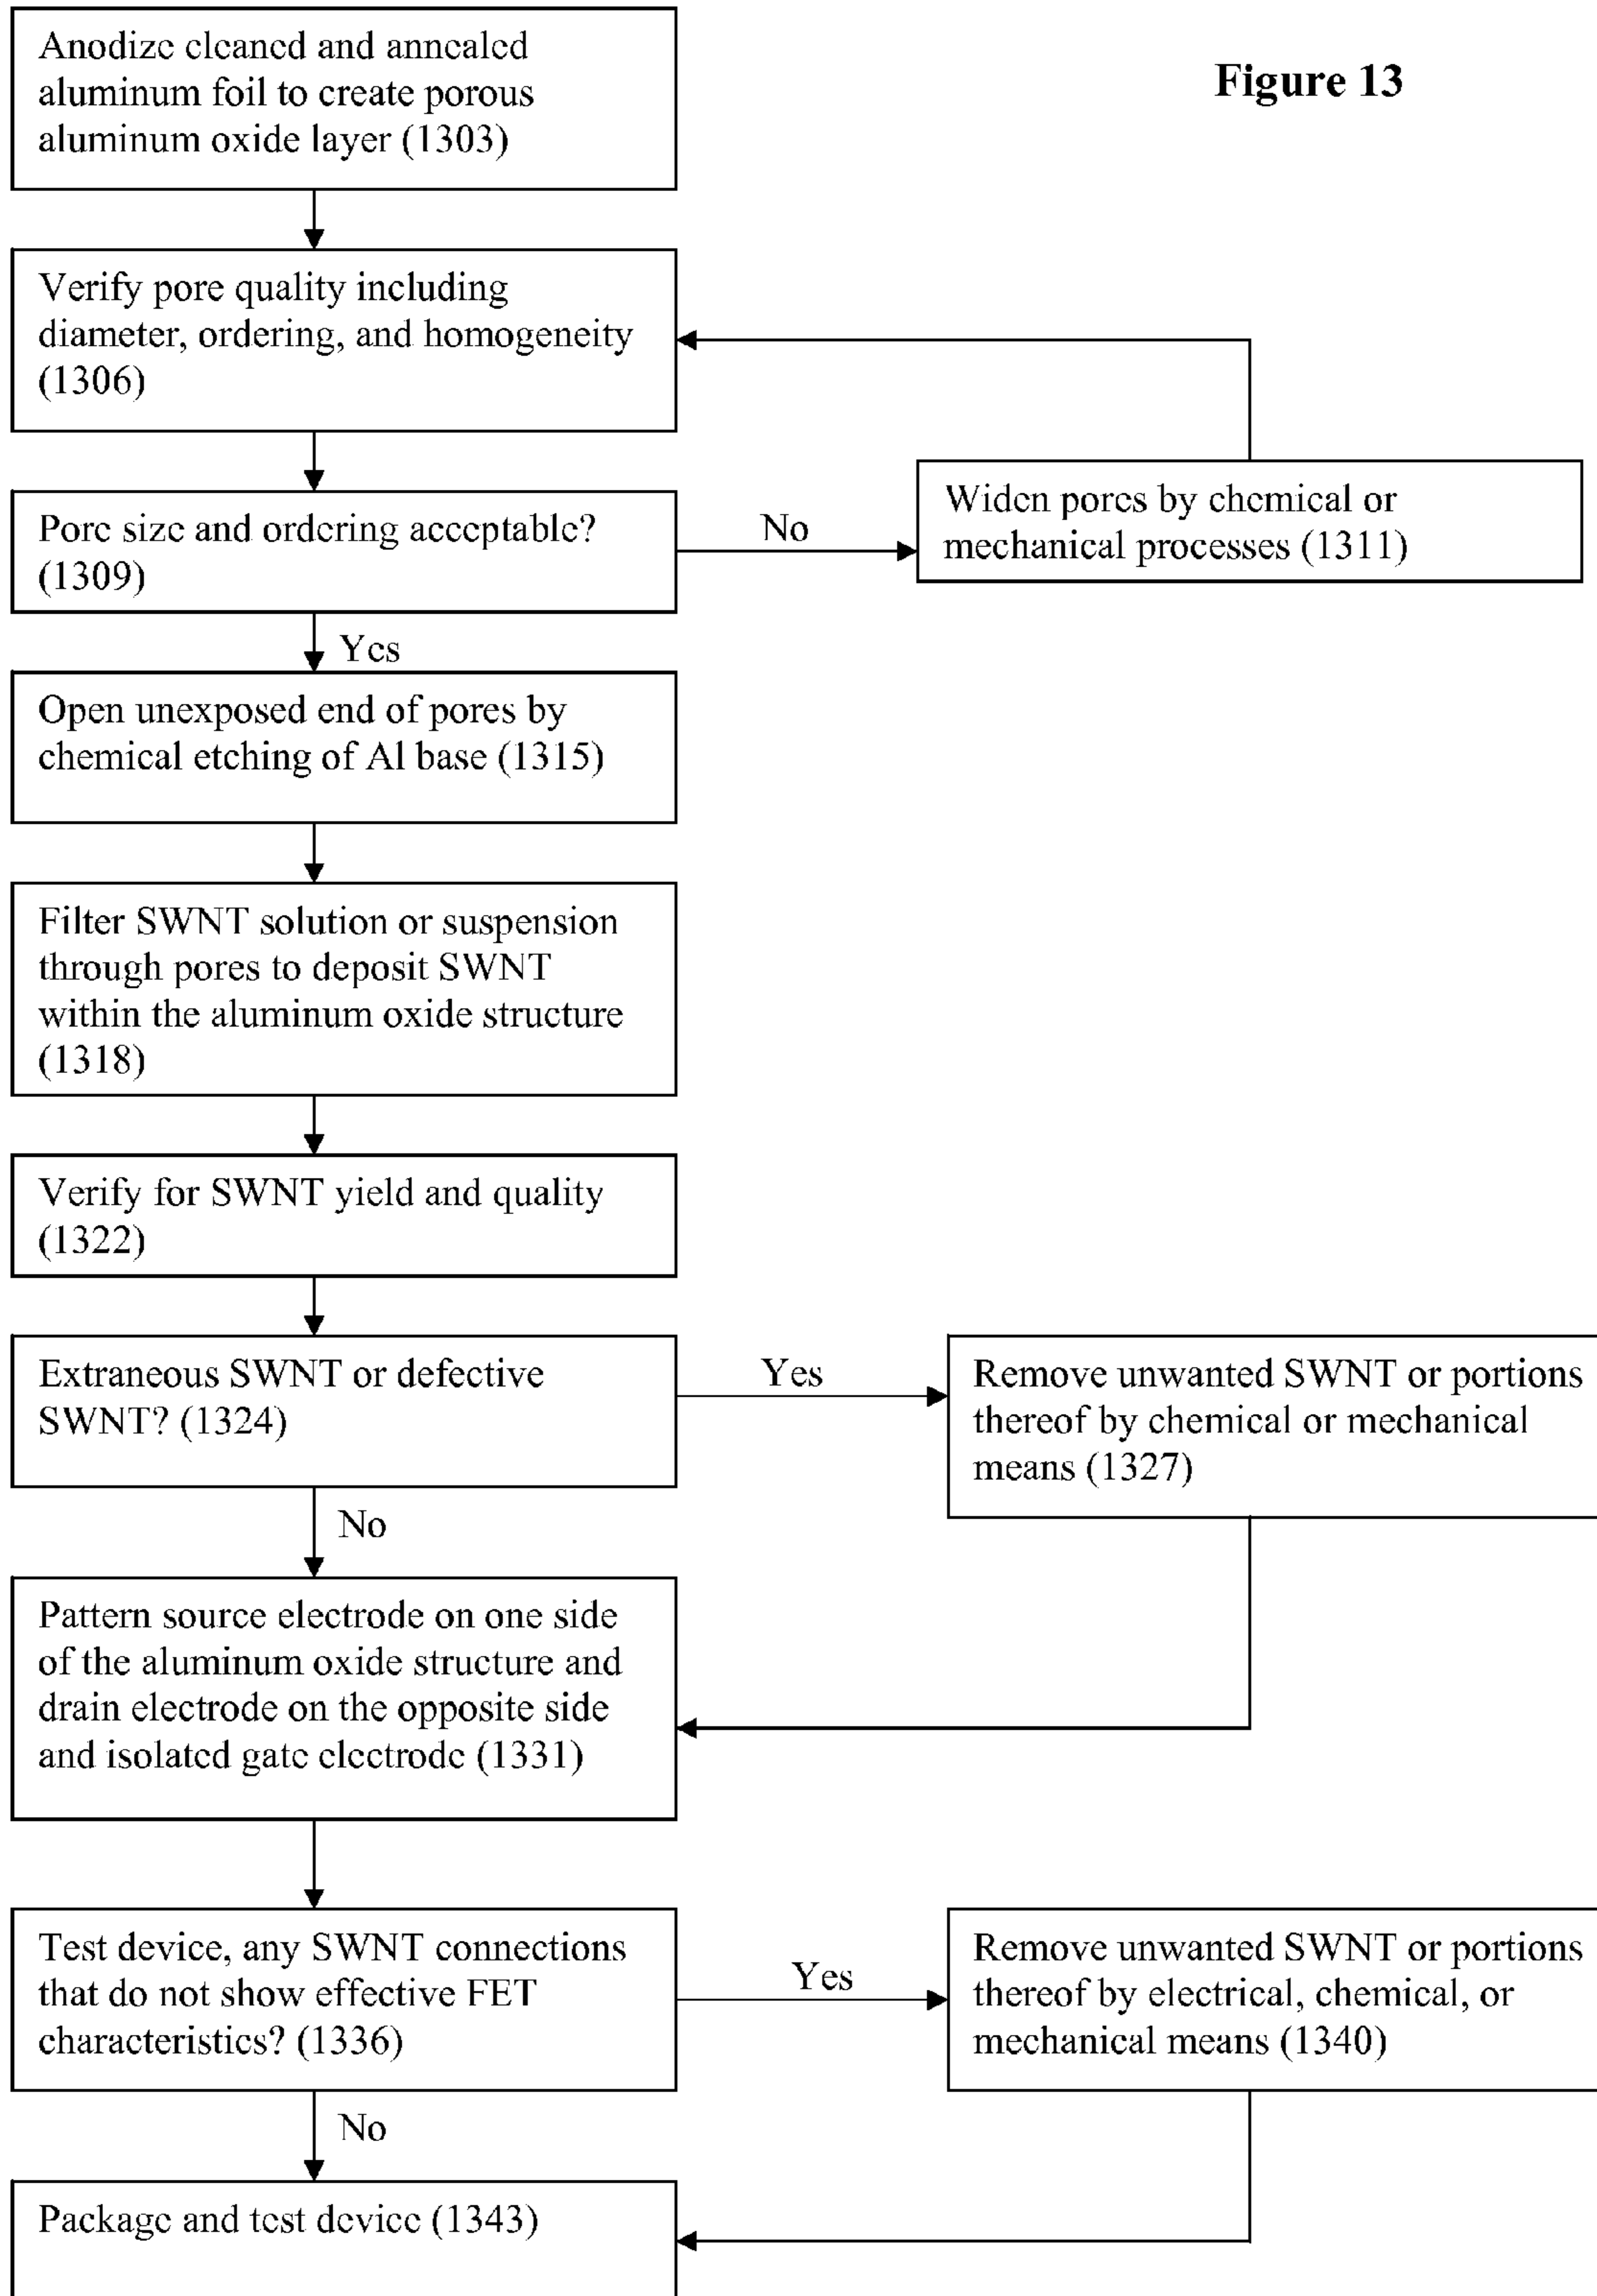 Figure 13
Anodize cleaned and annealed
aluminum foil to create porous
aluminum oxide layer (1303)
Verify pore quality including
diameter, ordering, and homogeneity
(1306)
Pore size and ordering acceptable?
(1309)
No
Widen pores by chemical or
mechanical processes (1311)
Yes
Open unexposed end of pores by
chemical etching of Al base (1315)
Filter SWNT solution or suspension
through pores to deposit SWNT
within the aluminum oxide structure
(1318)
Verify for SWNT yield and quality
(1322)
Extraneous SWNT or defective
SWNT? (1324)
Yes
Remove unwanted SWNT or portions
thereof by chemical or mechanical
means (1327)
No
Pattern source electrode on one side
of the aluminum oxide structure and
drain electrode on the opposite side
and isolated gate electrode (1331)
Test device, any SWNT connections
that do not show effective FET
characteristics? (1336)
Yes
Remove unwanted SWNT or portions
thereof by electrical, chemical, or
mechanical means (1340)
No
Package and test device (1343)